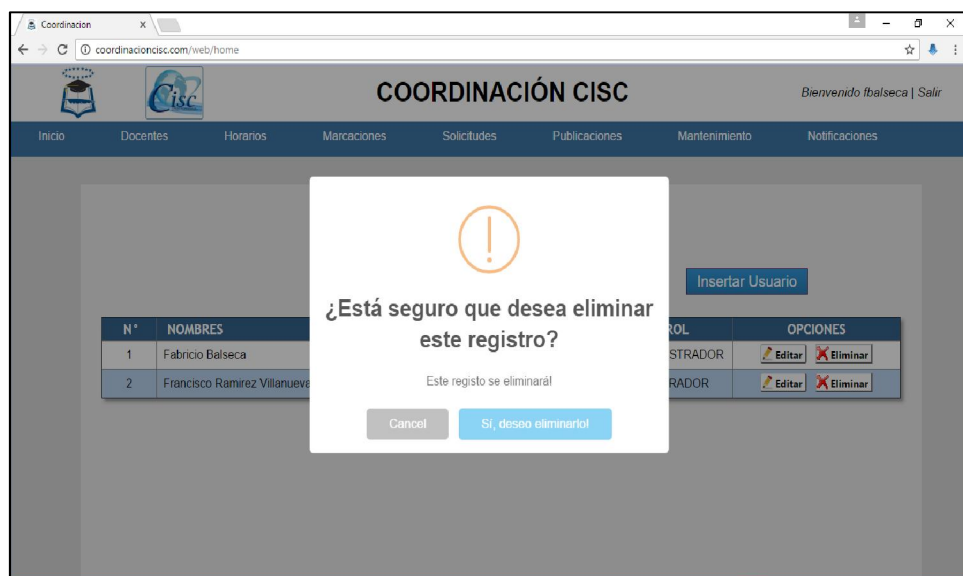 Coordinacion
coordinacioncisc.com/web/home
Cisc
COORDINACIÓN CISC
Bienvenido fbalseca | Salir
Inicio Docentes Horarios Marcaciones Solicitudes Publicaciones Mantenimiento Notificaciones
Insertar Usuario
¿Está seguro que desea eliminar
este registro?
Este registo se eliminará!
Cancel Sí, deseo eliminarlo!
N° NOMBRES ROL OPCIONES
1 Fabricio Balseca STRADOR Editar Eliminar
2 Francisco Ramirez Villanueva RADOR Editar Eliminar